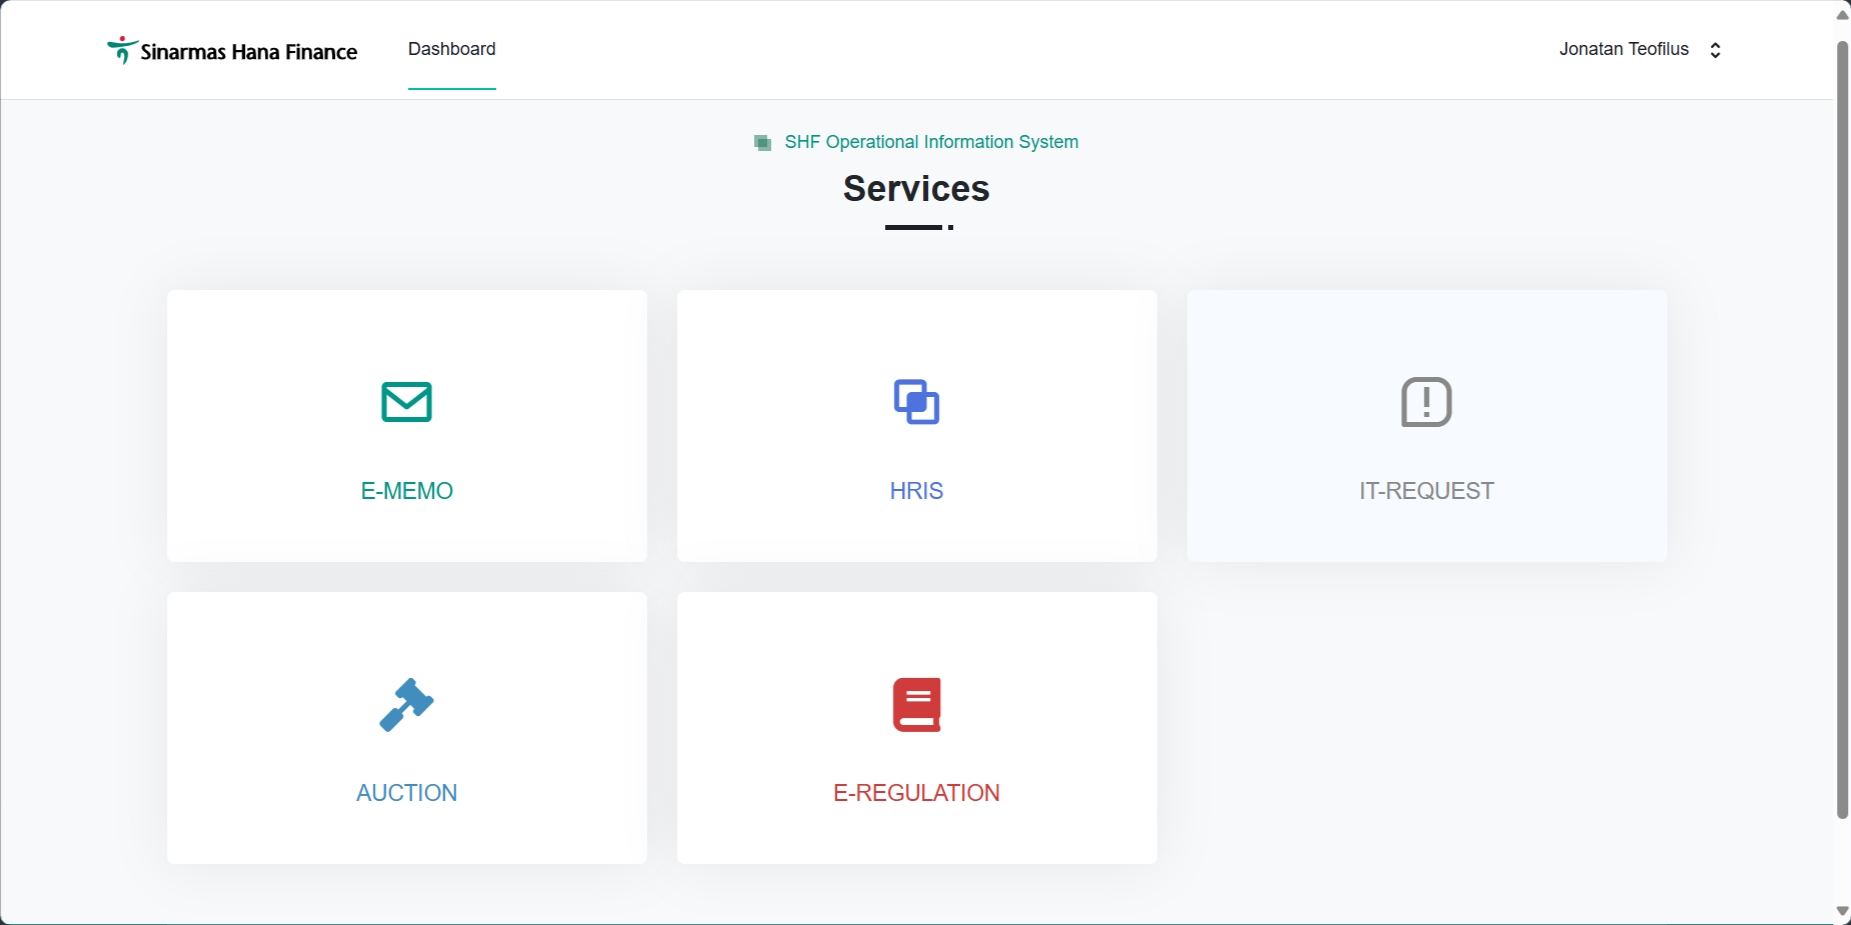 Sinarmas Hana Finance
Dashboard
Jonatan Teofilus
SHF Operational Information System
Services
E-MEMO
HRIS
IT-REQUEST
AUCTION
E-REGULATION